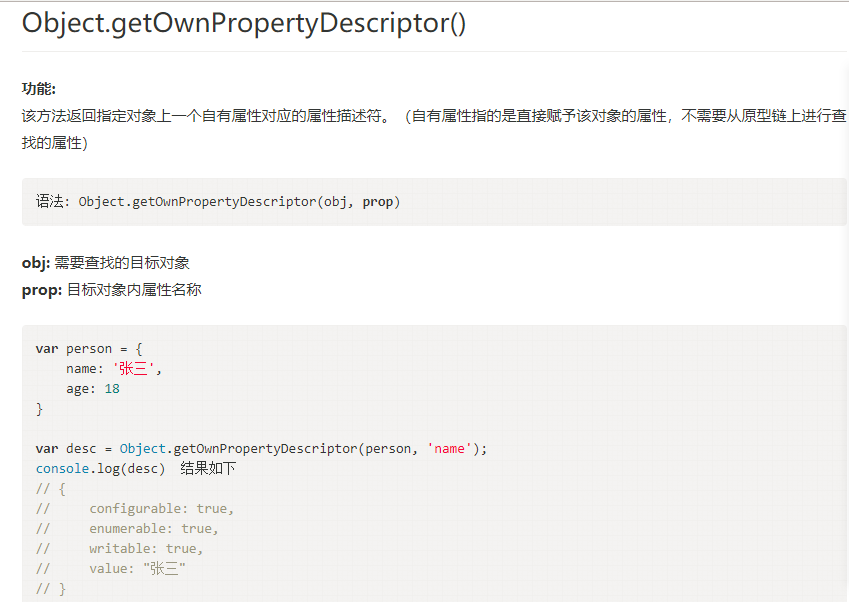 Object.getOwnPropertyDescriptor()
功能:
该方法返回指定对象上一个自有属性对应的属性描述符。（自有属性指的是直接赋予该对象的属性，不需要从原型链上进行查
找的属性）
语法: Object.getOwnPropertyDescriptor(obj, prop)
obj: 需要查找的目标对象
prop: 目标对象内属性名称
var person = {
    name: '张三',
    age: 18
}
var desc = Object.getOwnPropertyDescriptor(person, 'name');
console.log(desc)  结果如下
// {
//     configurable: true,
//     enumerable: true,
//     writable: true,
//     value: "张三"
// }